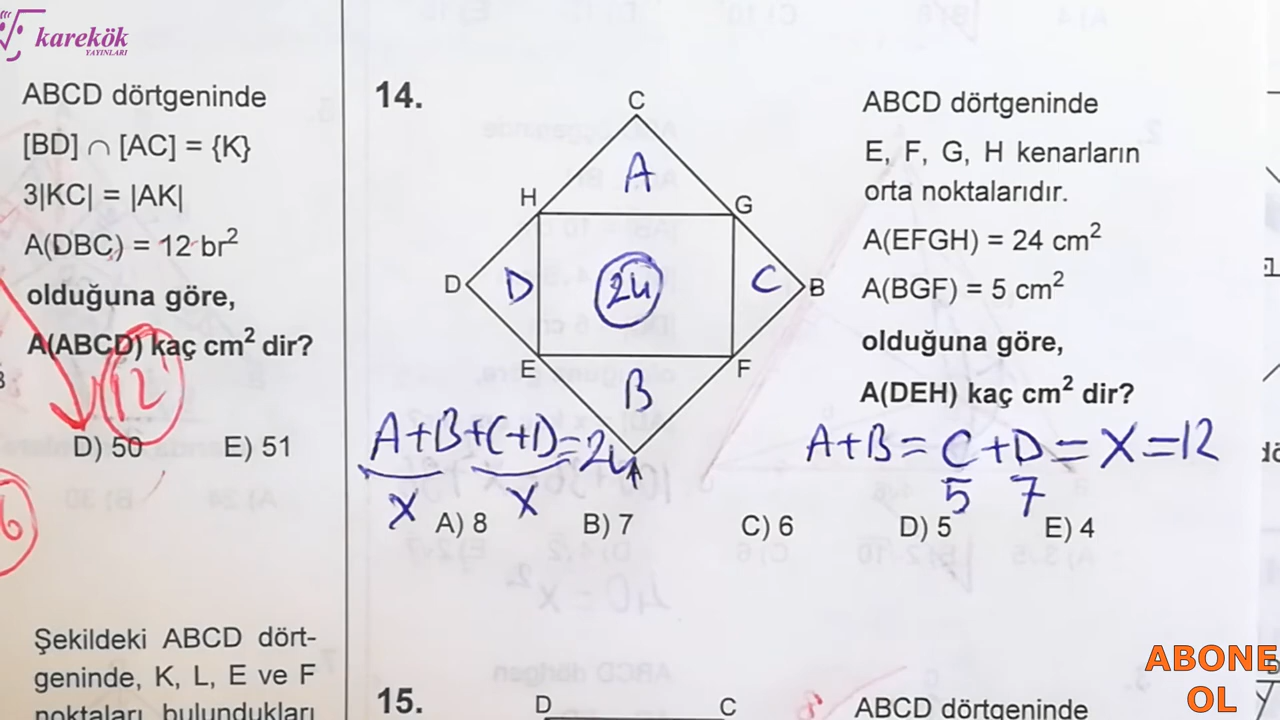 karekök
YAYINLARI
ABCD dörtgeninde
[BD] ∩ [AC] = {K}
3|KC| = |AK|
A(DBC) = 12 br²
olduğuna göre,
A(ABCD) kaç cm² dir?
12
D) 50 E) 51
Şekildeki ABCD dört-
geninde, K, L, E ve F
noktaları bulundukları
14.
C
A
H
G
D
D
24
C
B
E
F
B
A+B+C+D=24
X X
ABCD dörtgeninde
E, F, G, H kenarların
orta noktalarıdır.
A(EFGH) = 24 cm²
A(BGF) = 5 cm²
olduğuna göre,
A(DEH) kaç cm² dir?
A+B = C+D = X = 12
5 7
A) 8 B) 7 C) 6 D) 5 E) 4
15.
D C
ABCD dörtgeninde
ABONE
OL